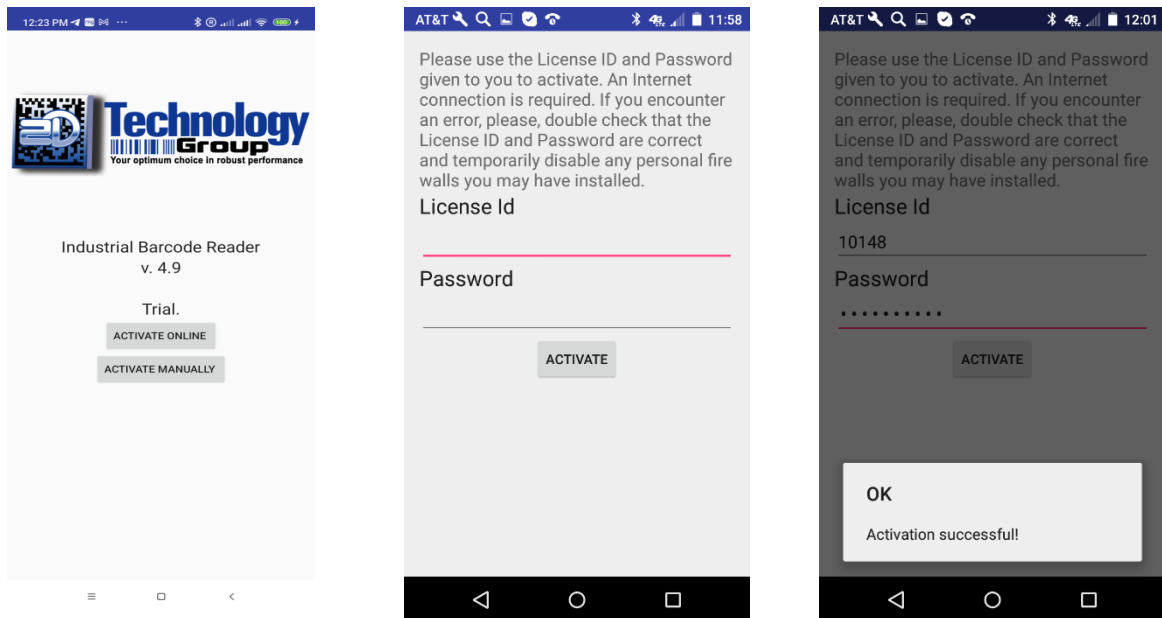 12:23 PM
100
2D Technology
Group
Your optimum choice in robust performance
Industrial Barcode Reader
v. 4.9
Trial.
ACTIVATE ONLINE
ACTIVATE MANUALLY
AT&T 11:58
Please use the License ID and Password
given to you to activate. An Internet
connection is required. If you encounter
an error, please, double check that the
License ID and Password are correct
and temporarily disable any personal fire
walls you may have installed.
License Id
Password
ACTIVATE
AT&T 12:01
Please use the License ID and Password
given to you to activate. An Internet
connection is required. If you encounter
an error, please, double check that the
License ID and Password are correct
and temporarily disable any personal fire
walls you may have installed.
License Id
10148
Password
••••••••••
ACTIVATE
OK
Activation successful!